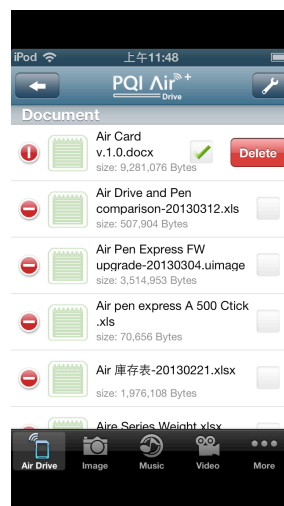 iPod 上午11:48
PQI Air +
Drive
Document
Air Card
v.1.0.docx
size: 9,281,076 Bytes
Delete
Air Drive and Pen
comparison-20130312.xls
size: 507,904 Bytes
Air Pen Express FW
upgrade-20130304.uimage
size: 3,514,953 Bytes
Air pen express A 500 Ctick
.xls
size: 70,656 Bytes
Air 庫存表-20130221.xlsx
size: 1,976,108 Bytes
Aire Series Weight.xlsx
Air Drive Image Music Video More